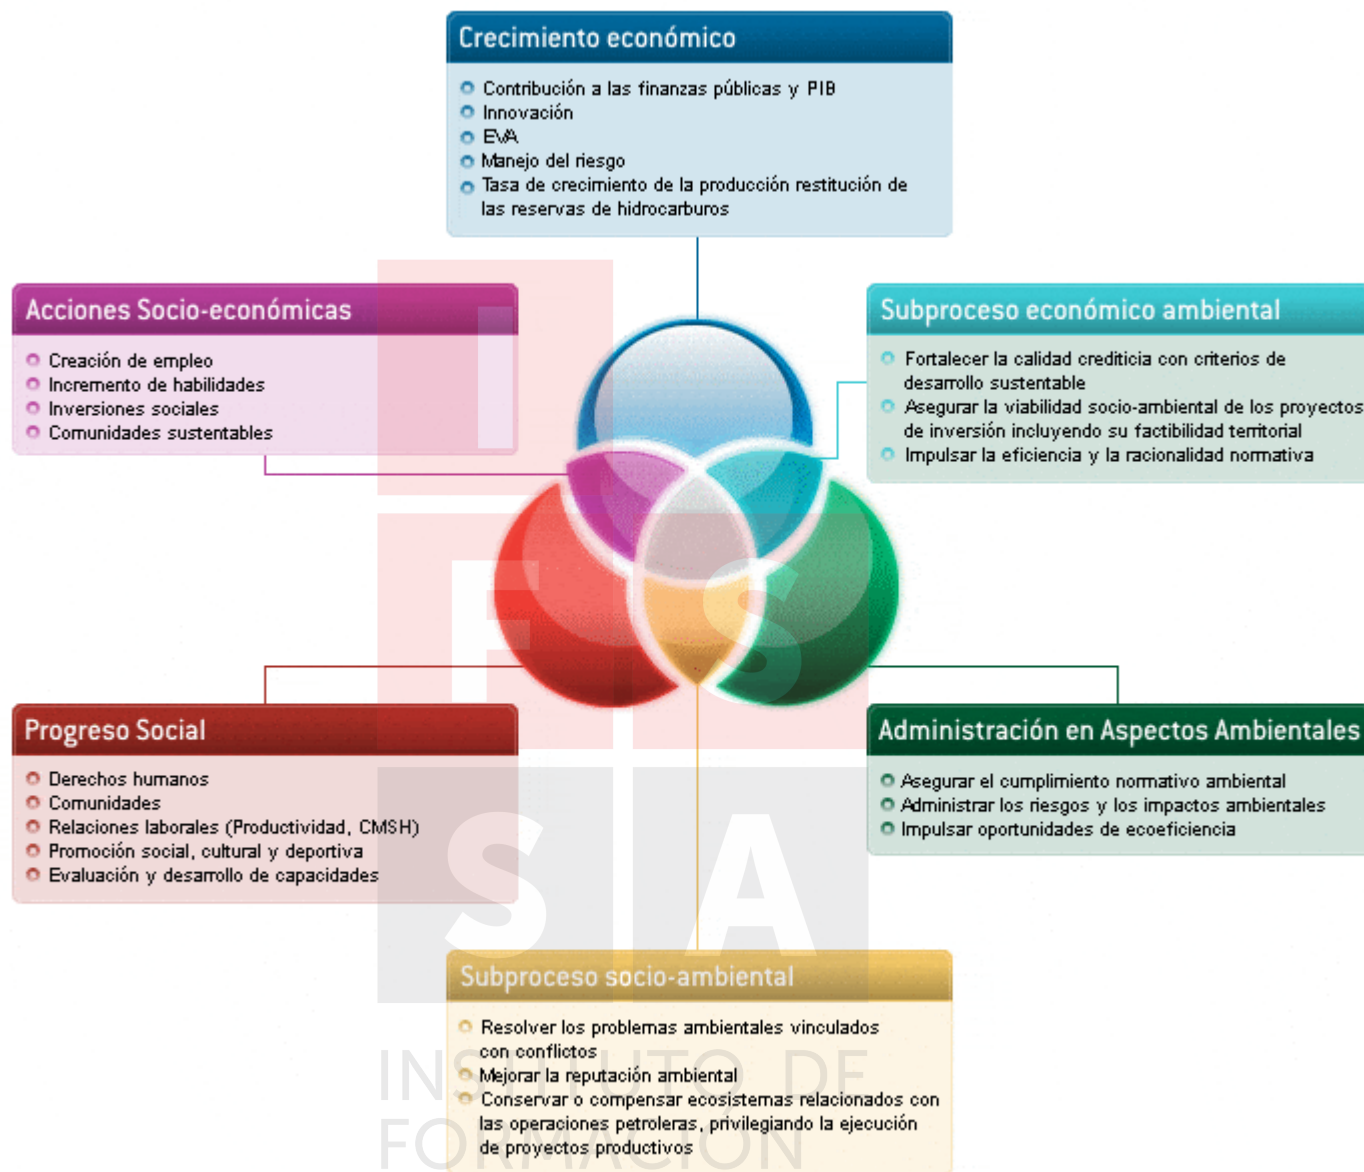 Crecimiento económico
Contribución a las finanzas públicas y PIB
Innovación
EVA
Manejo del riesgo
Tasa de crecimiento de la producción restitución de
las reservas de hidrocarburos
Acciones Socio-económicas
Creación de empleo
Incremento de habilidades
Inversiones sociales
Comunidades sustentables
Subproceso económico ambiental
Fortalecer la calidad crediticia con criterios de
desarrollo sustentable
Asegurar la viabilidad socio-ambiental de los proyectos
de inversión incluyendo su factibilidad territorial
Impulsar la eficiencia y la racionalidad normativa
Progreso Social
Derechos humanos
Comunidades
Relaciones laborales (Productividad, CMSH)
Promoción social, cultural y deportiva
Evaluación y desarrollo de capacidades
Administración en Aspectos Ambientales
Asegurar el cumplimiento normativo ambiental
Administrar los riesgos y los impactos ambientales
Impulsar oportunidades de ecoeficiencia
Subproceso socio-ambiental
Resolver los problemas ambientales vinculados
con conflictos
Mejorar la reputación ambiental
Conservar o compensar ecosistemas relacionados con
las operaciones petroleras, privilegiando la ejecución
de proyectos productivos
I
F S
S A
INSTITUTO DE
FORMACIÓN